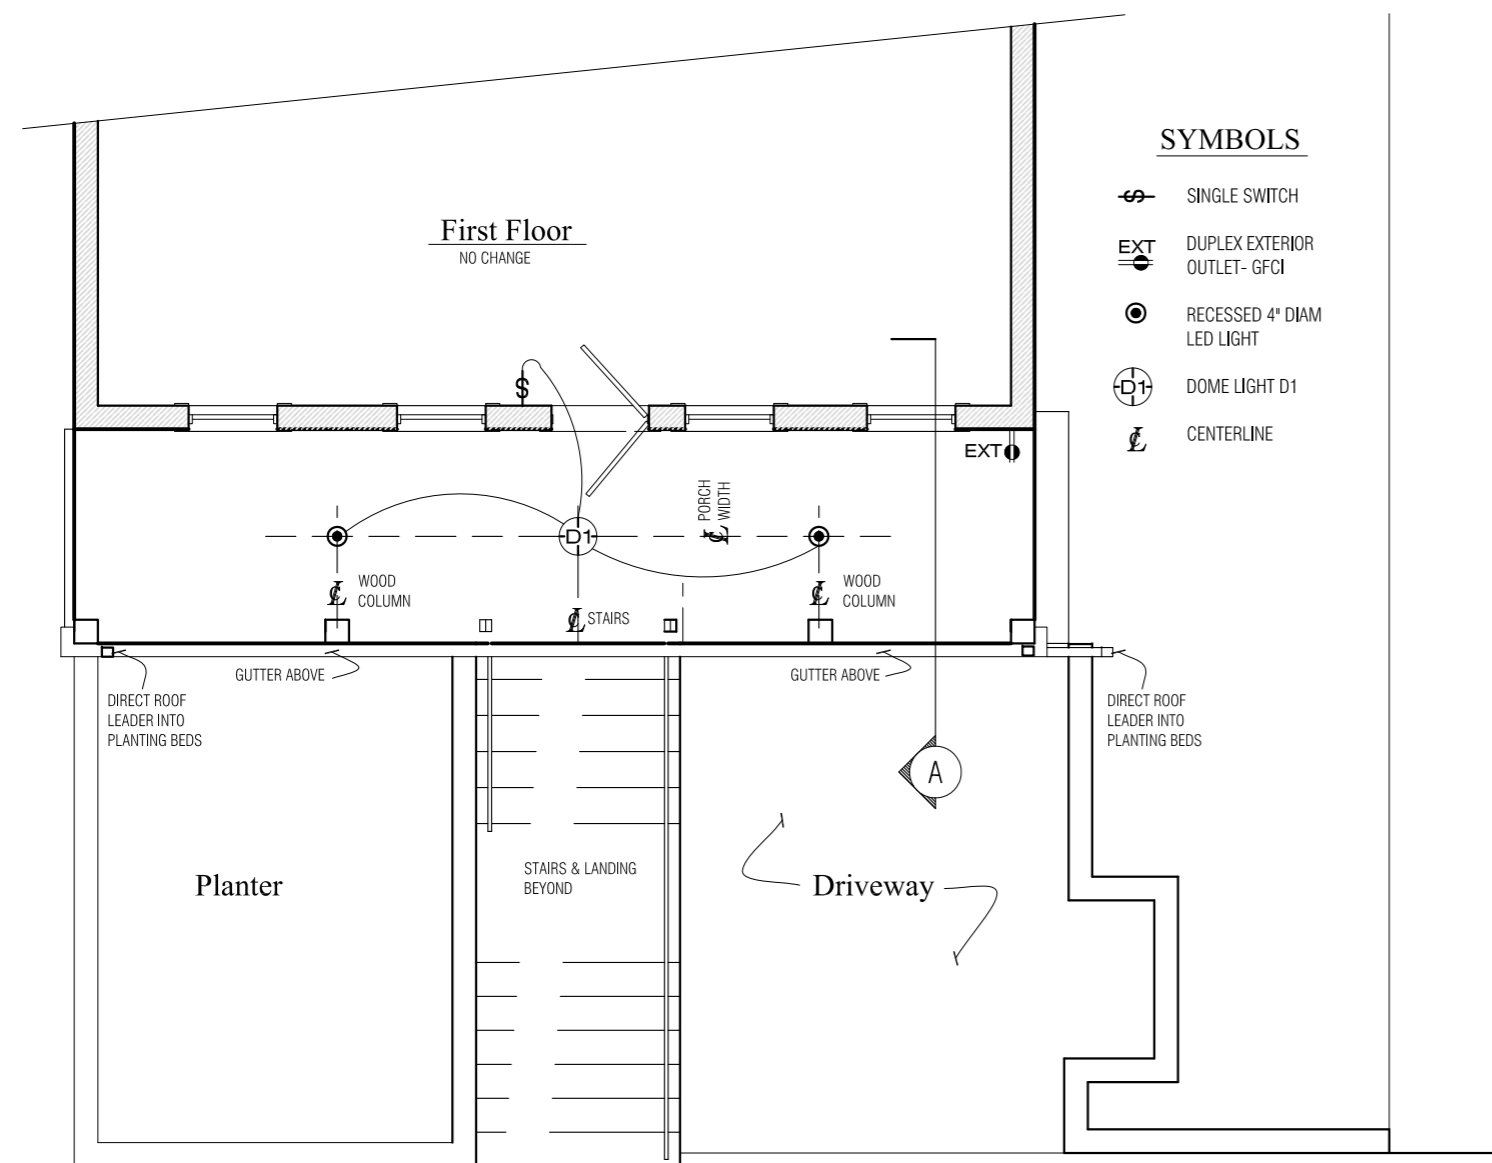 SYMBOLS
$ SINGLE SWITCH
EXT DUPLEX EXTERIOR
OUTLET- GFCI
RECESSED 4" DIAM
LED LIGHT
D1 DOME LIGHT D1
℄ CENTERLINE
First Floor
NO CHANGE
$
EXT
PORCH
℄ WIDTH
D1
℄ WOOD
COLUMN
℄ STAIRS
℄ WOOD
COLUMN
GUTTER ABOVE
GUTTER ABOVE
DIRECT ROOF
LEADER INTO
PLANTING BEDS
DIRECT ROOF
LEADER INTO
PLANTING BEDS
A
Planter
STAIRS & LANDING
BEYOND
Driveway